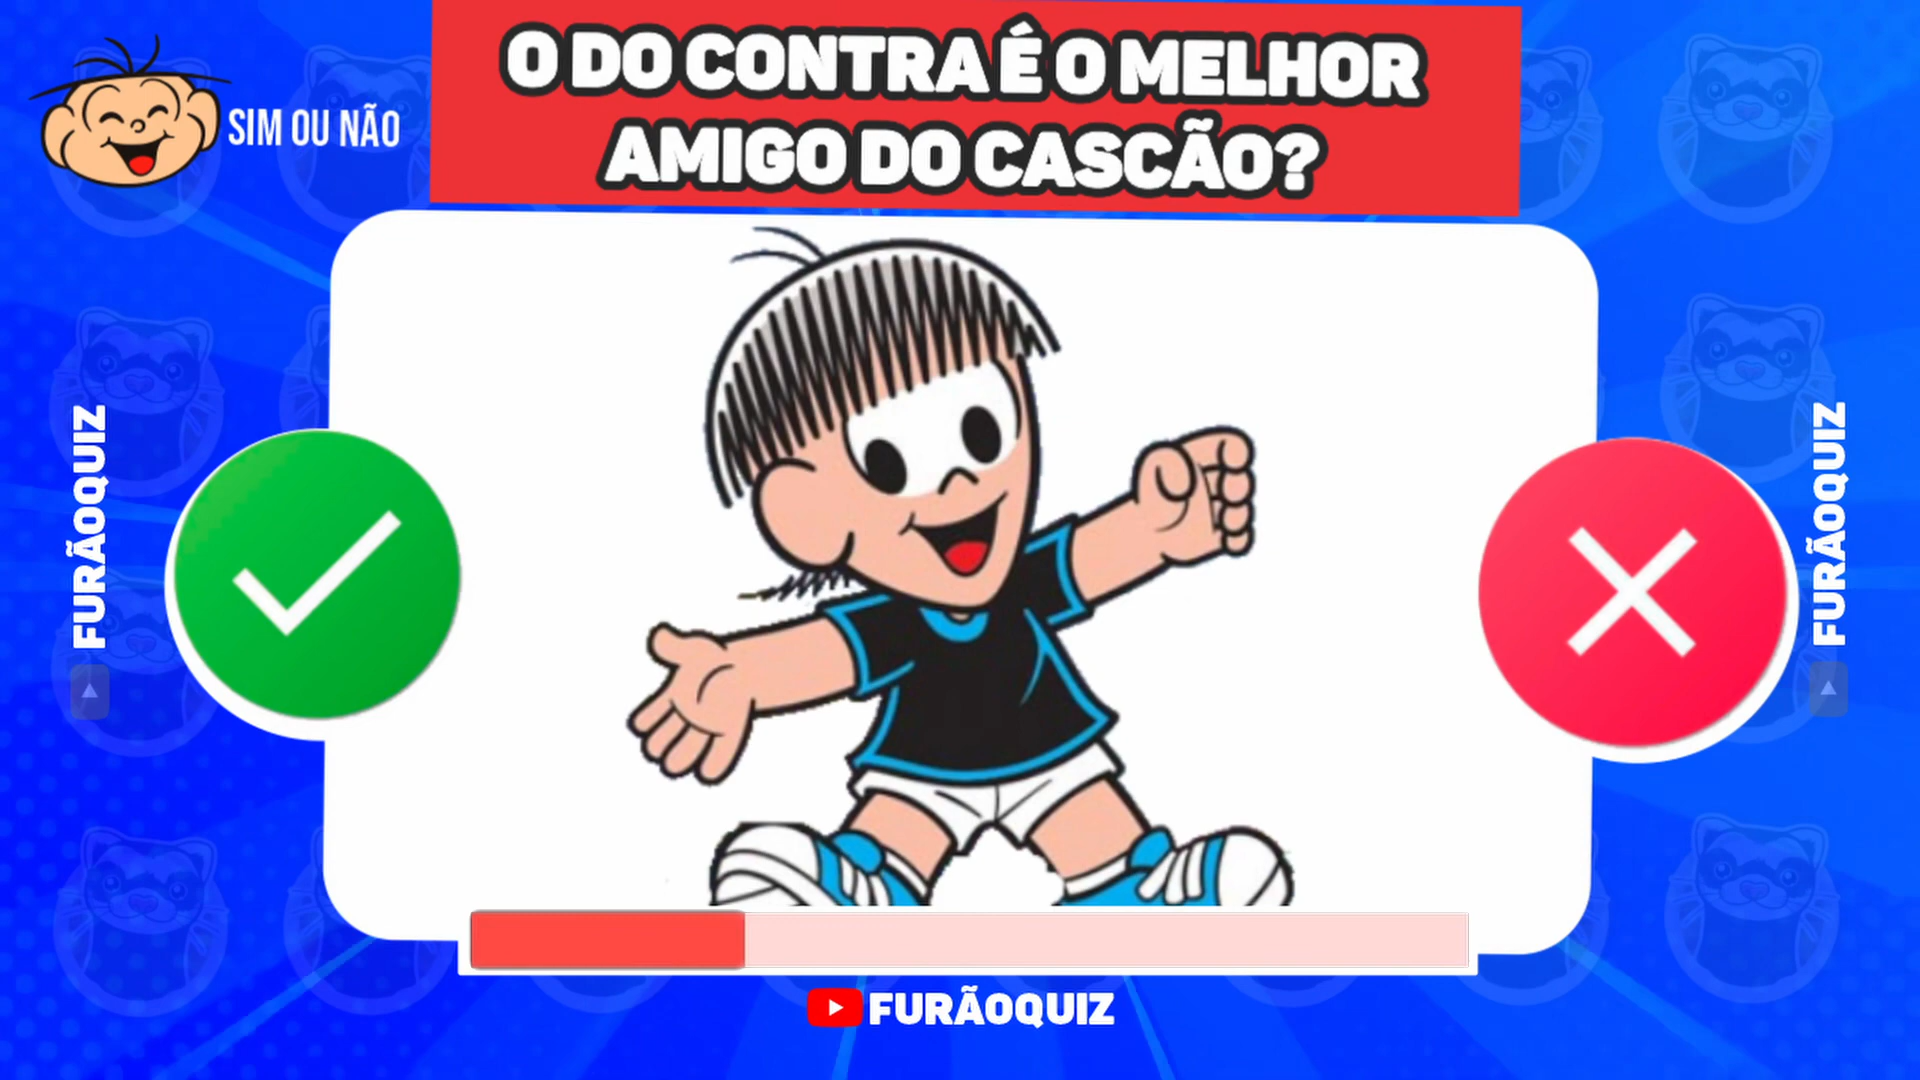 O DO CONTRA É O MELHOR
AMIGO DO CASCÃO?
SIM OU NÃO
FURÃOQUIZ
FURÃOQUIZ
FURÃOQUIZ